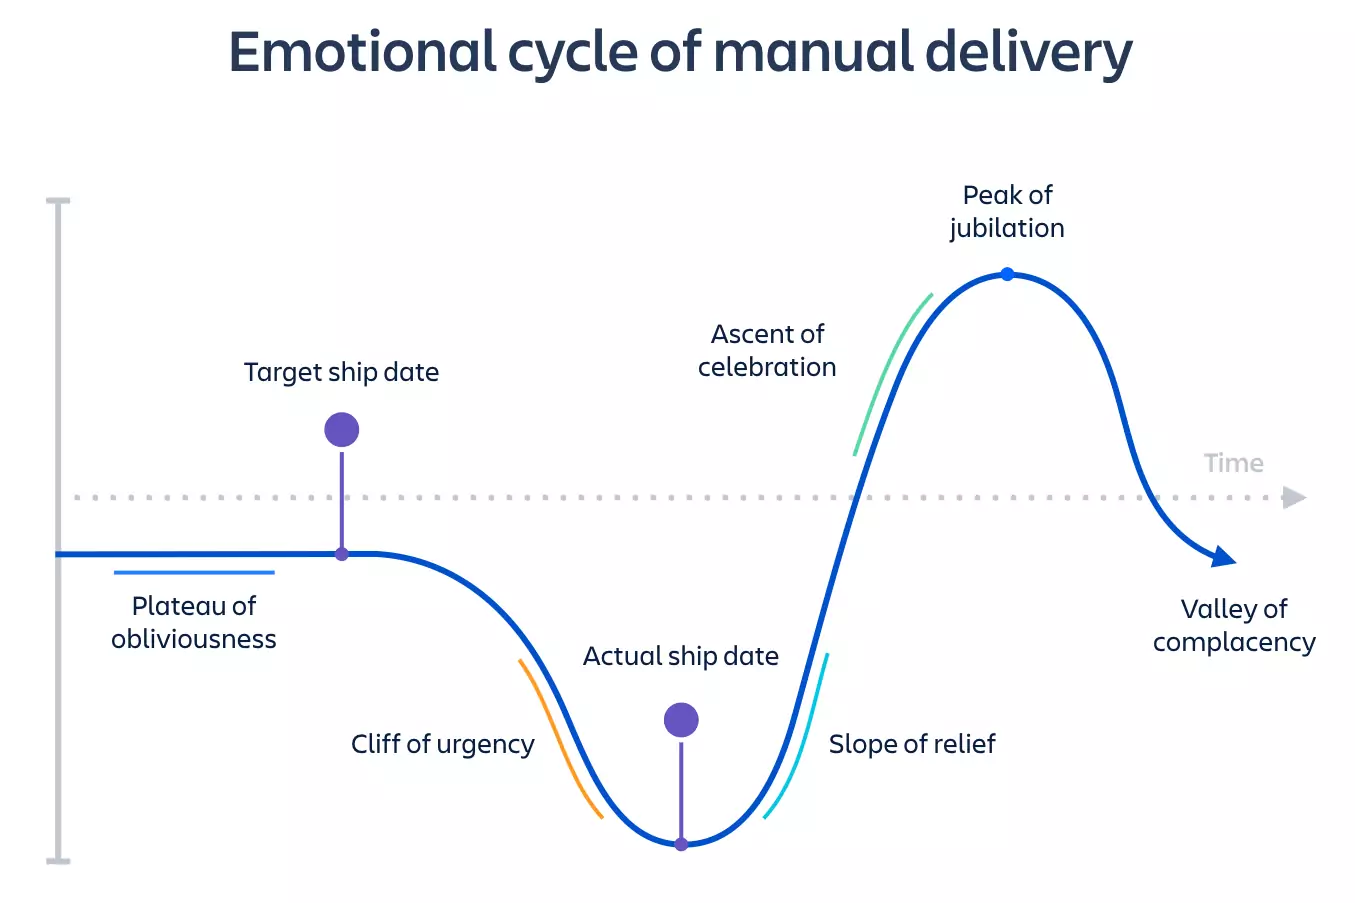 Emotional cycle of manual delivery
Peak of
jubilation
Ascent of
celebration
Target ship date
Time
Plateau of
obliviousness
Valley of
complacency
Actual ship date
Cliff of urgency
Slope of relief